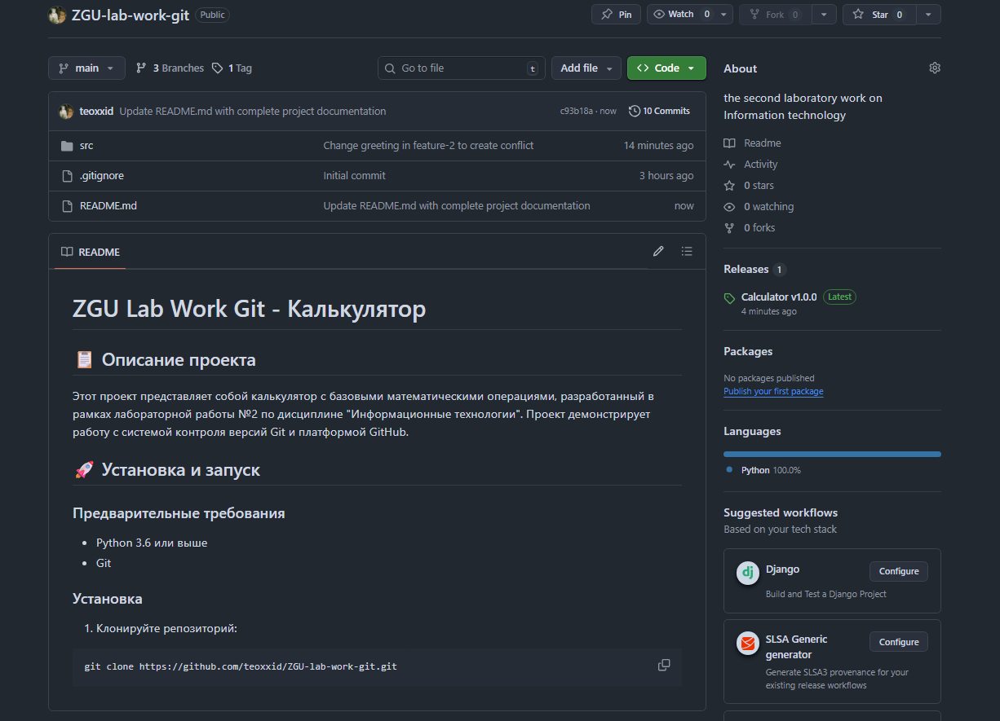 ZGU-lab-work-git Public
Pin
Watch 0
Fork 0
Star 0
main
3 Branches
1 Tag
Go to file t
Add file
Code
teoxxid Update README.md with complete project documentation c93b18a · now 10 Commits
src Change greeting in feature-2 to create conflict 14 minutes ago
.gitignore Initial commit 3 hours ago
README.md Update README.md with complete project documentation now
README
ZGU Lab Work Git - Калькулятор
Описание проекта
Этот проект представляет собой калькулятор с базовыми математическими операциями, разработанный в
рамках лабораторной работы №2 по дисциплине "Информационные технологии". Проект демонстрирует
работу с системой контроля версий Git и платформой GitHub.
Установка и запуск
Предварительные требования
Python 3.6 или выше
Git
Установка
1. Клонируйте репозиторий:
git clone https://github.com/teoxxid/ZGU-lab-work-git.git
About
the second laboratory work on
Information technology
Readme
Activity
0 stars
0 watching
0 forks
Releases 1
Calculator v1.0.0 Latest
4 minutes ago
Packages
No packages published
Publish your first package
Languages
Python 100.0%
Suggested workflows
Based on your tech stack
dj
Django
Configure
Build and Test a Django Project
SLSA Generic
generator
Configure
Generate SLSA3 provenance for your
existing release workflows